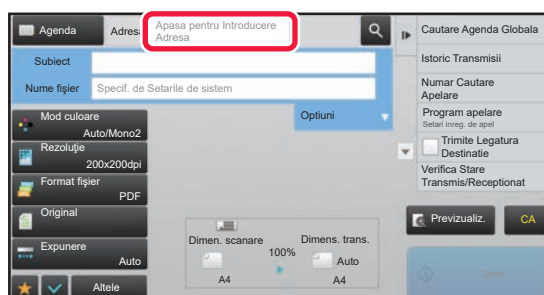 Agenda
Adres
Apasa pentru Introducere
Adresa
Subiect
Nume fişier
Specif. de Setarile de sistem
Optiuni
Mod culoare
Auto/Mono2
Rezoluţie
200x200dpi
Format fişier
PDF
Original
Expunere
Auto
Altele
Dimen. scanare
100%
Dimens. trans.
A4
Auto
A4
Cautare Agenda Globala
Istoric Transmisii
Numar Cautare
Apelare
Program apelare
Setari inreg. de apel
Trimite Legatura
Destinatie
Verifica Stare
Transmis/Receptionat
Previzualiz.
CA
Start